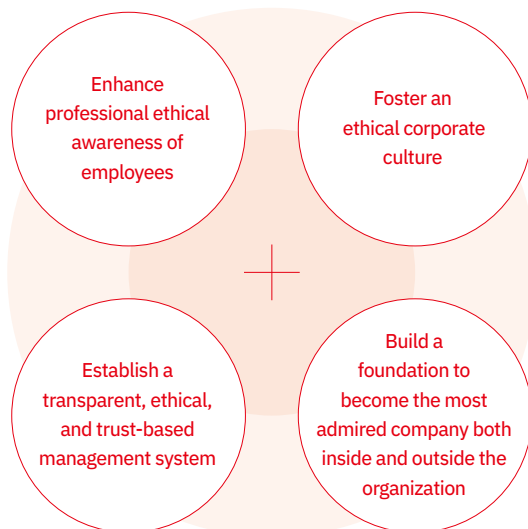 Enhance
professional ethical
awareness of
employees
Foster an
ethical corporate
culture
Establish a
transparent, ethical,
and trust-based
management system
Build a
foundation to
become the most
admired company both
inside and outside the
organization